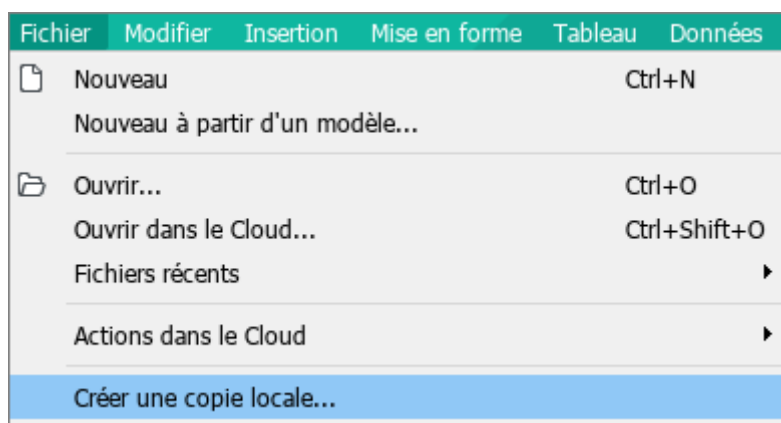 Fichier Modifier Insertion Mise en forme Tableau Données
Nouveau Ctrl+N
Nouveau à partir d'un modèle...
Ouvrir... Ctrl+O
Ouvrir dans le Cloud... Ctrl+Shift+O
Fichiers récents
Actions dans le Cloud
Créer une copie locale...